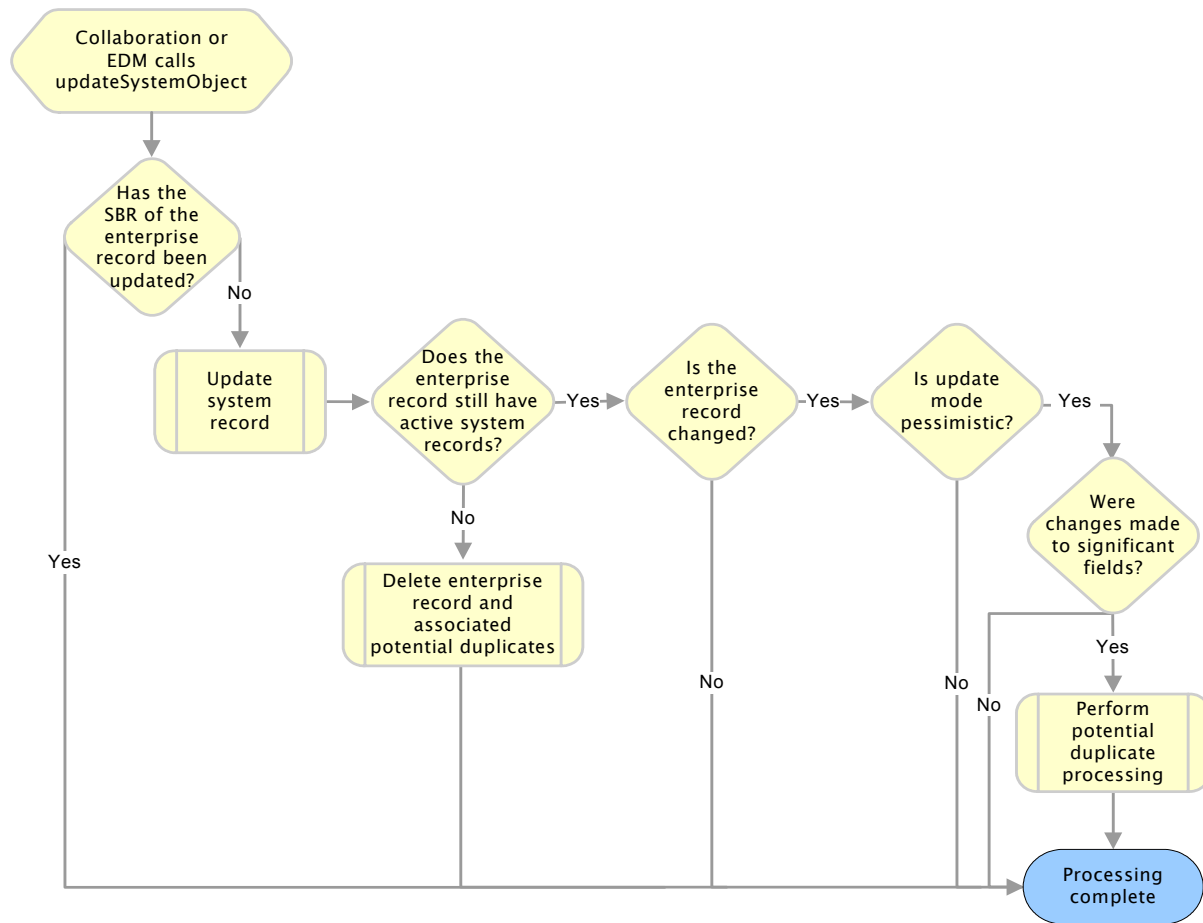 Collaboration or
EDM calls
updateSystemObject
Has the
SBR of the
enterprise
record been
updated?
No
Yes
Update
system
record
Does the
enterprise
record still have
active system
records?
Yes
No
Delete enterprise
record and
associated
potential duplicates
Is the
enterprise
record
changed?
Yes
No
Is update
mode
pessimistic?
Yes
No
Were
changes made
to significant
fields?
Yes
No
Perform
potential
duplicate
processing
Processing
complete